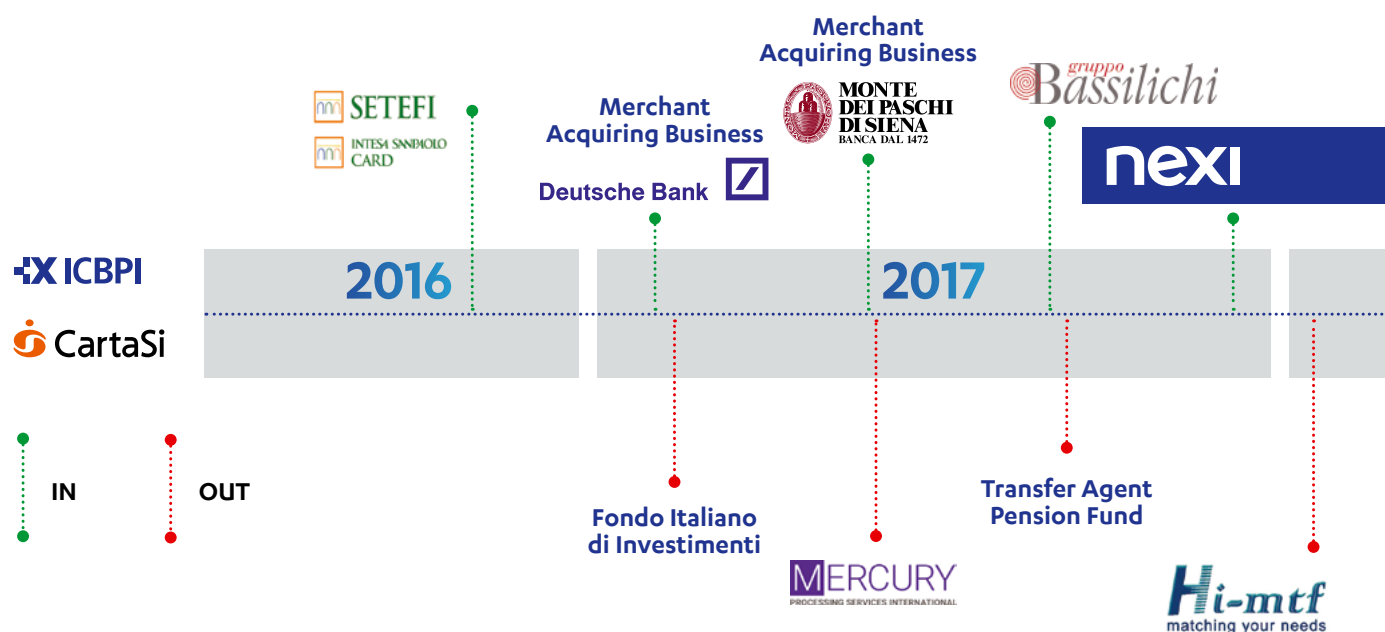 Merchant
Acquiring Business
MONTE
DEI PASCHI
DI SIENA
BANCA DAL 1472
gruppo
Bassilichi
SETEFI
INTESA SANPAOLO
CARD
Merchant
Acquiring Business
Deutsche Bank
nexi
ICBPI
CartaSi
2016
2017
IN
OUT
Fondo Italiano
di Investimenti
MERCURY
PROCESSING SERVICES INTERNATIONAL
Transfer Agent
Pension Fund
Hi-mtf
matching your needs